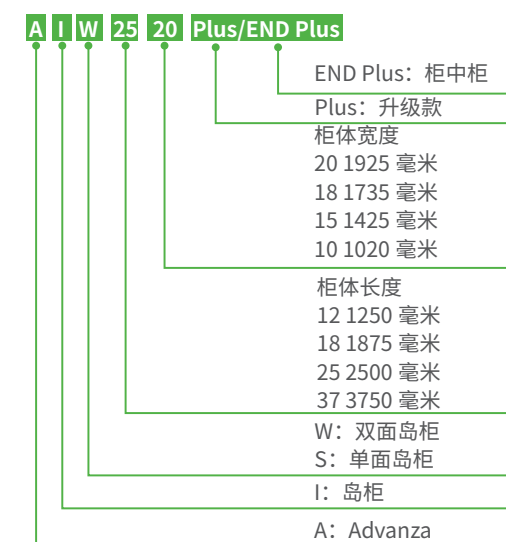 A I W 25 20 Plus/END Plus
END Plus：柜中柜
Plus：升级款
柜体宽度
20 1925 毫米
18 1735 毫米
15 1425 毫米
10 1020 毫米
柜体长度
12 1250 毫米
18 1875 毫米
25 2500 毫米
37 3750 毫米
W：双面岛柜
S：单面岛柜
I：岛柜
A：Advanza